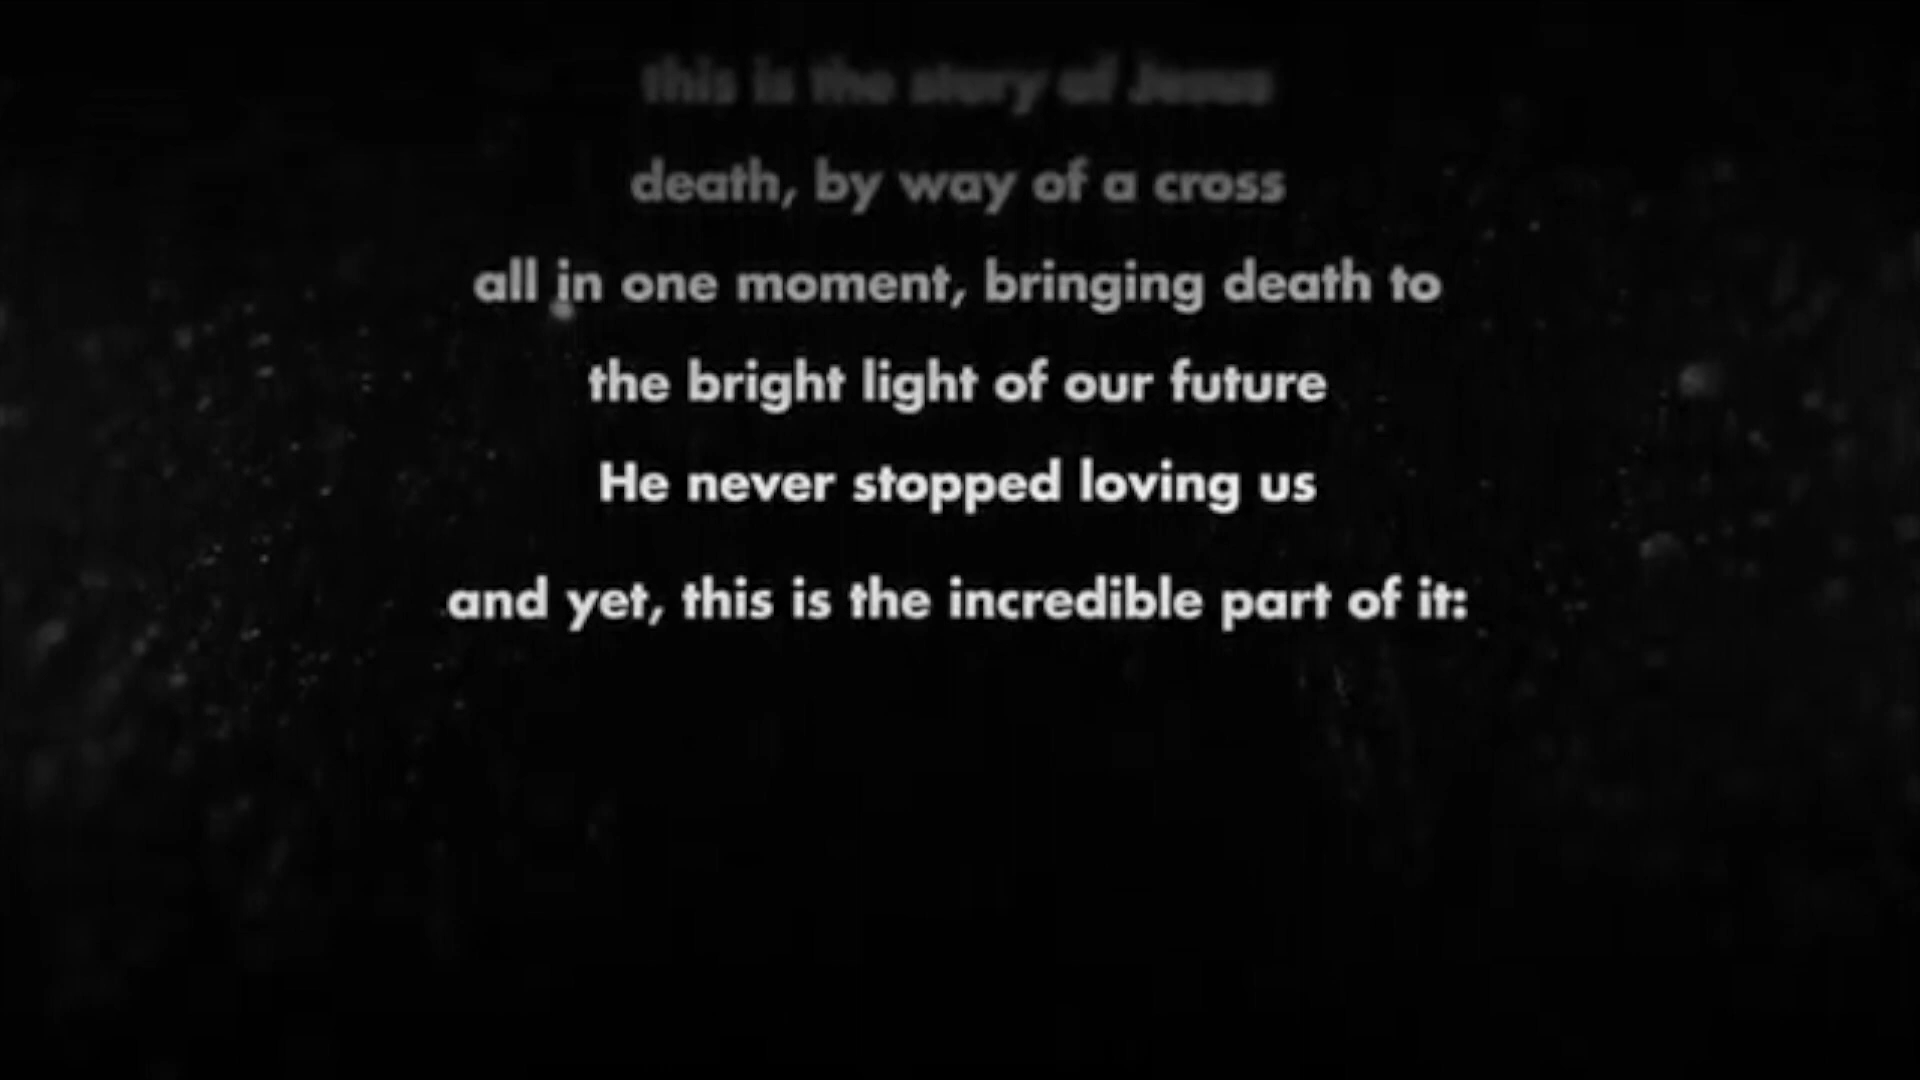 this is the story of Jesus
death, by way of a cross
all in one moment, bringing death to
the bright light of our future
He never stopped loving us
and yet, this is the incredible part of it: